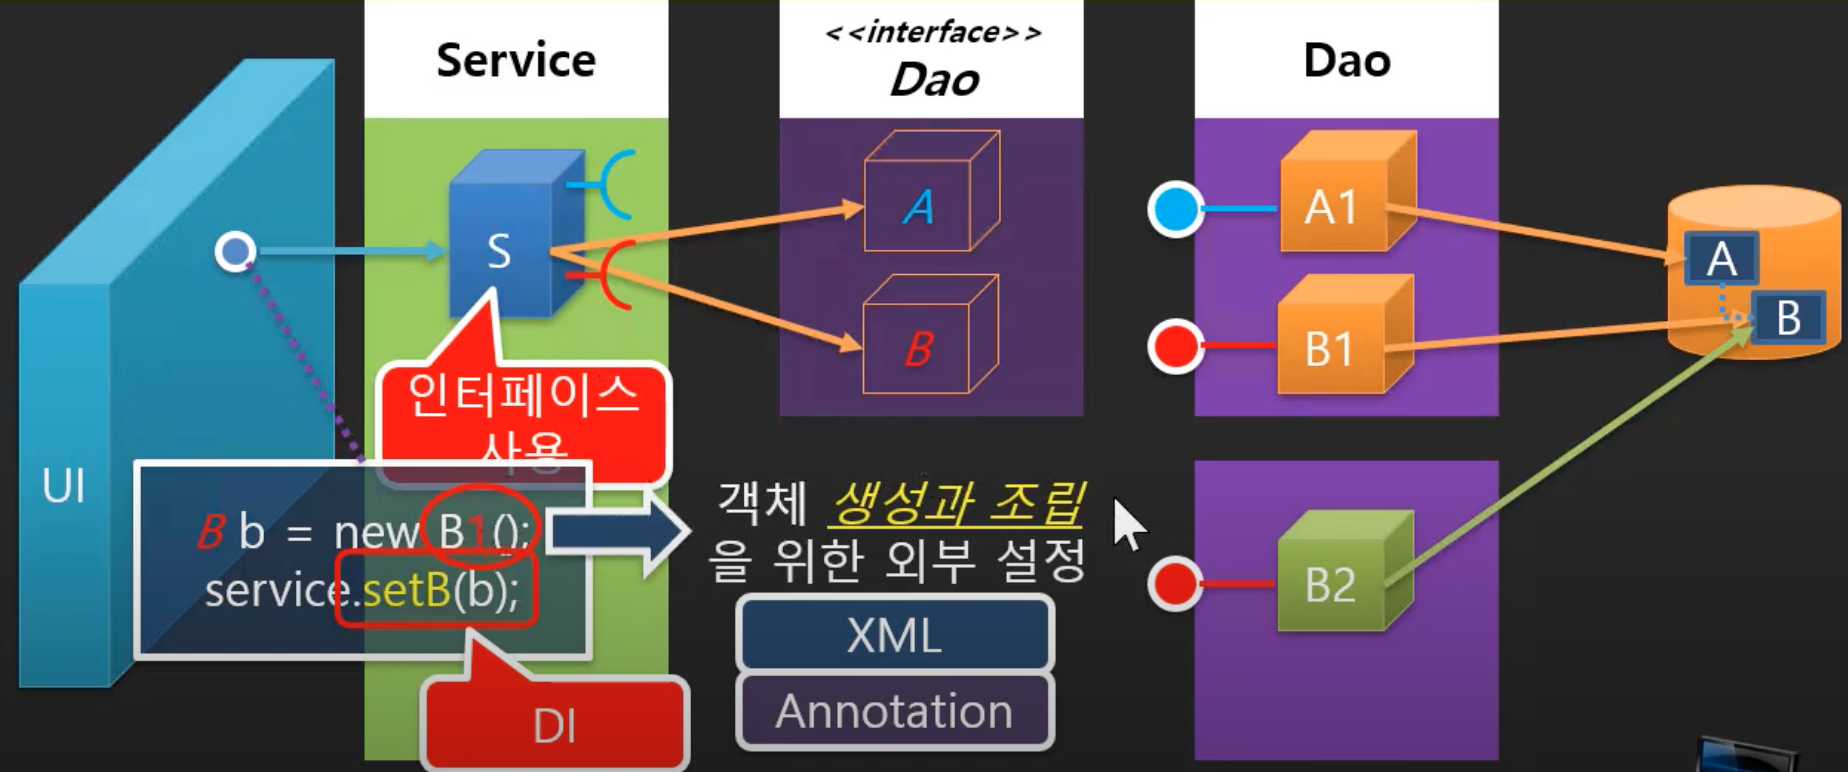 Service
<<interface>>
Dao
Dao
A
A1
S
A
B
B
B1
인터페이스
사용
UI
B b = new B1();
service.setB(b);
객체 생성과 조립
을 위한 외부 설정
B2
XML
Annotation
DI